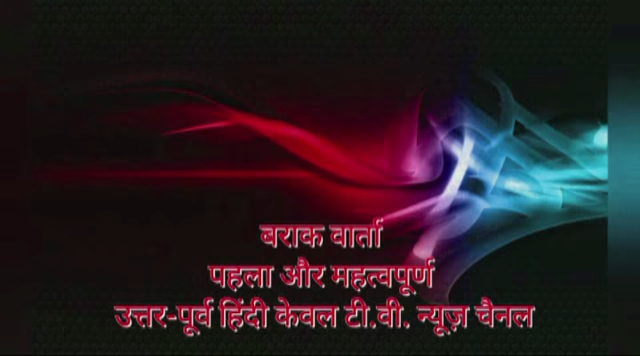 बराक वार्ता
पहला और महत्वपूर्ण
उत्तर-पूर्व हिंदी केवल टी.वी. न्यूज़ चैनल